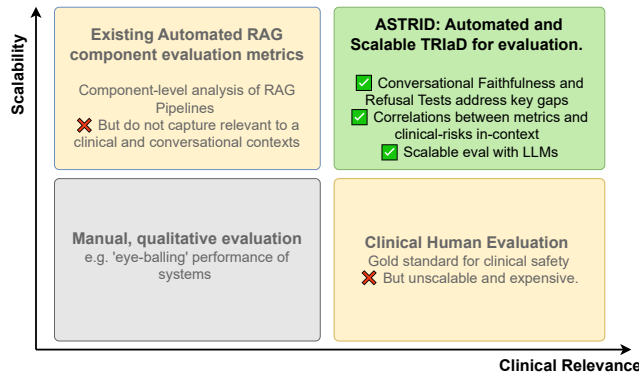 Scalability
Existing Automated RAG
component evaluation metrics
Component-level analysis of RAG
Pipelines
❌ But do not capture relevant to a
clinical and conversational contexts
ASTRID: Automated and
Scalable TRIaD for evaluation.
✅ Conversational Faithfulness and
Refusal Tests address key gaps
✅ Correlations between metrics and
clinical-risks in-context
✅ Scalable eval with LLMs
Manual, qualitative evaluation
e.g. 'eye-balling' performance of
systems
Clinical Human Evaluation
Gold standard for clinical safety
❌ But unscalable and expensive.
Clinical Relevance